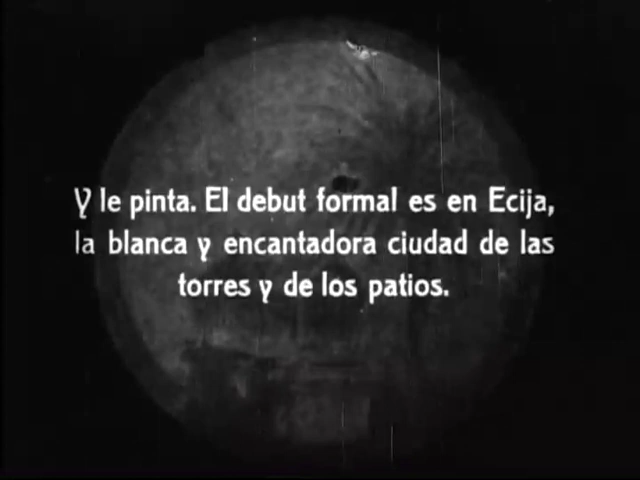 Y le pinta. El debut formal es en Ecija,
la blanca y encantadora ciudad de las
torres y de los patios.